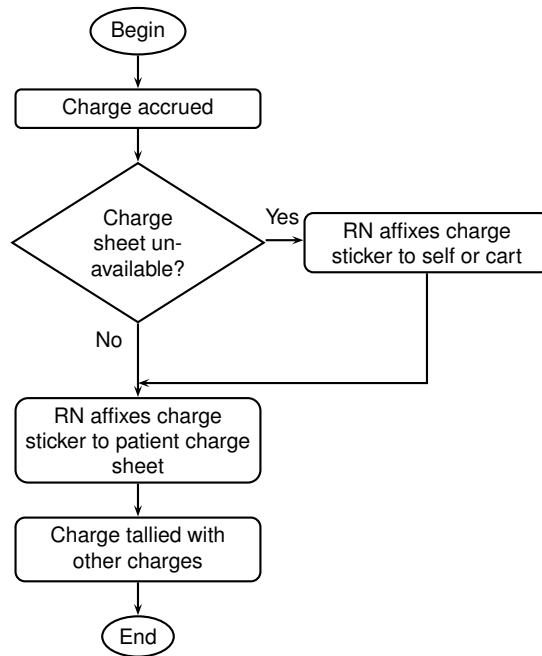 Begin
Charge accrued
Charge
sheet un-
available?
Yes
RN affixes charge
sticker to self or cart
No
RN affixes charge
sticker to patient charge
sheet
Charge tallied with
other charges
End